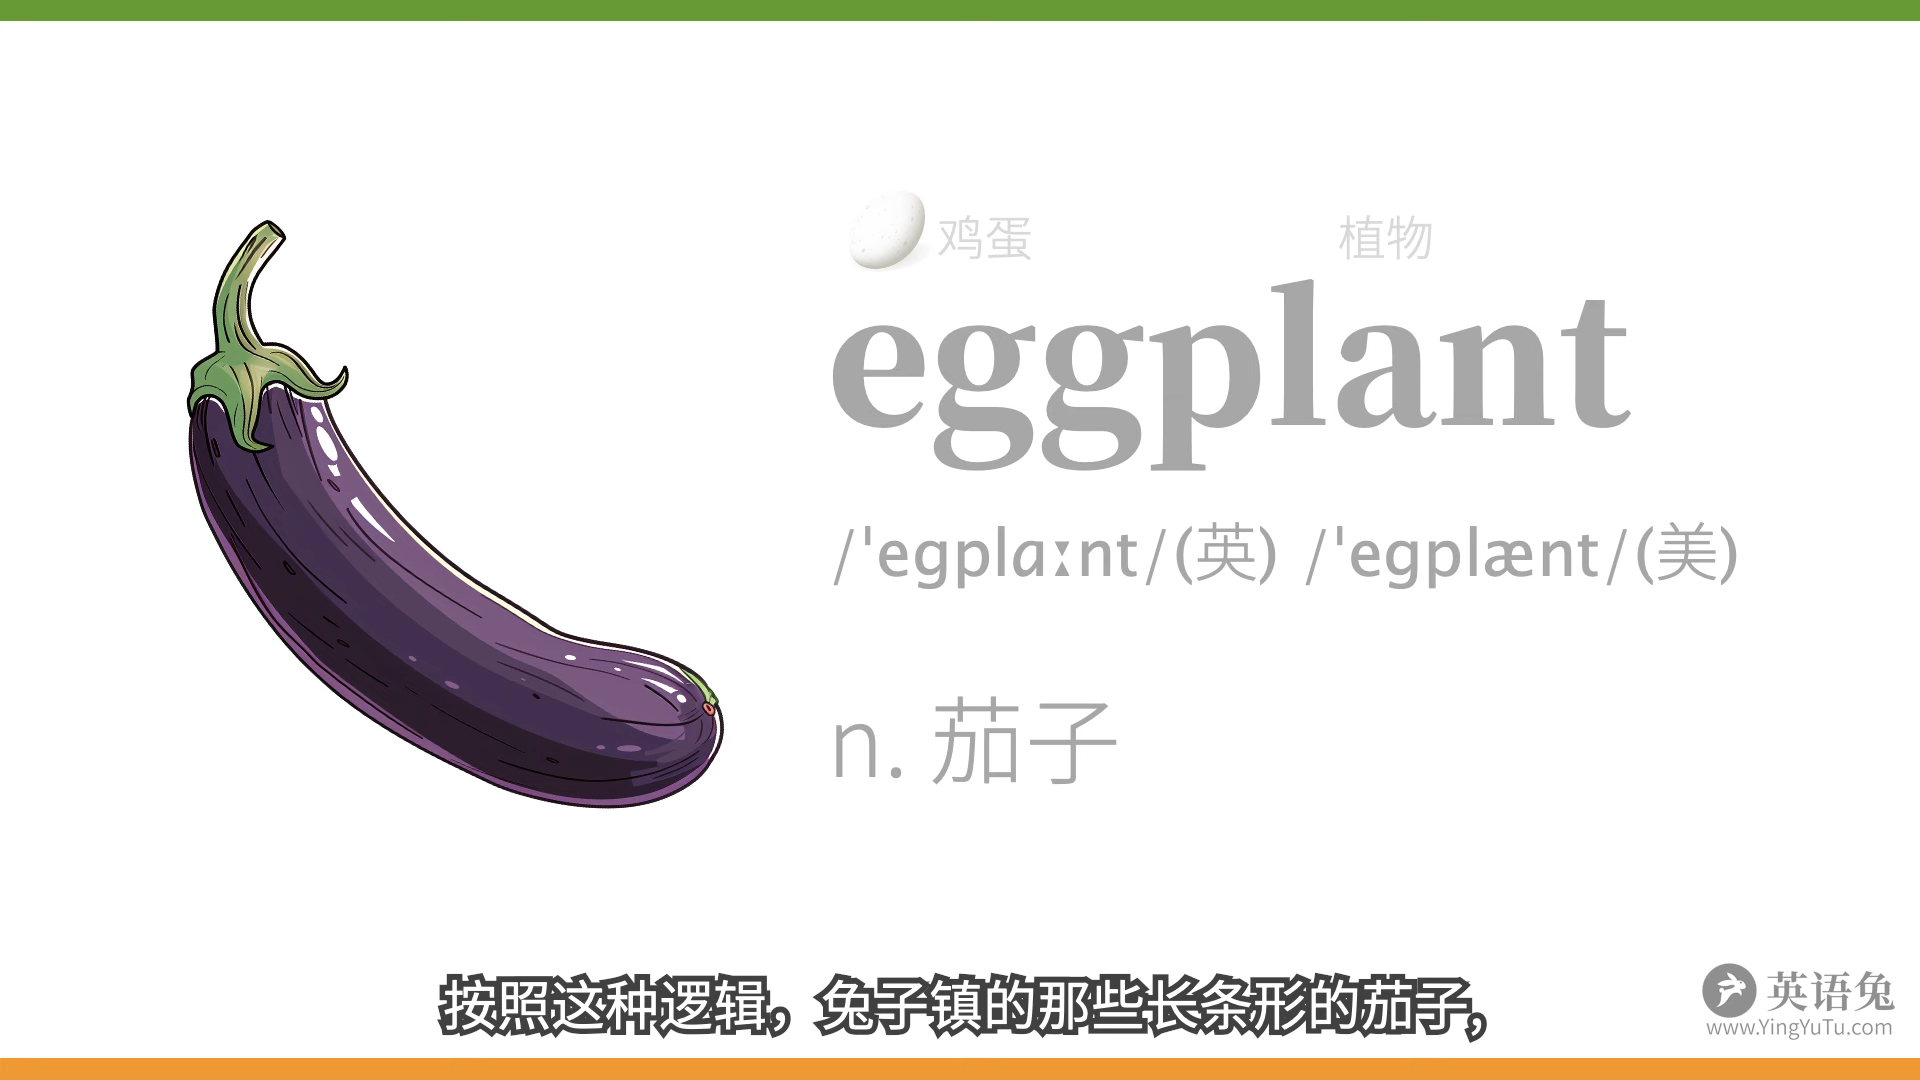 鸡蛋 植物
eggplant
/ˈegplɑːnt/(英) /ˈegplænt/(美)
n. 茄子
按照这种逻辑，兔子镇的那些长条形的茄子，
英语兔
www.YingYuTu.com